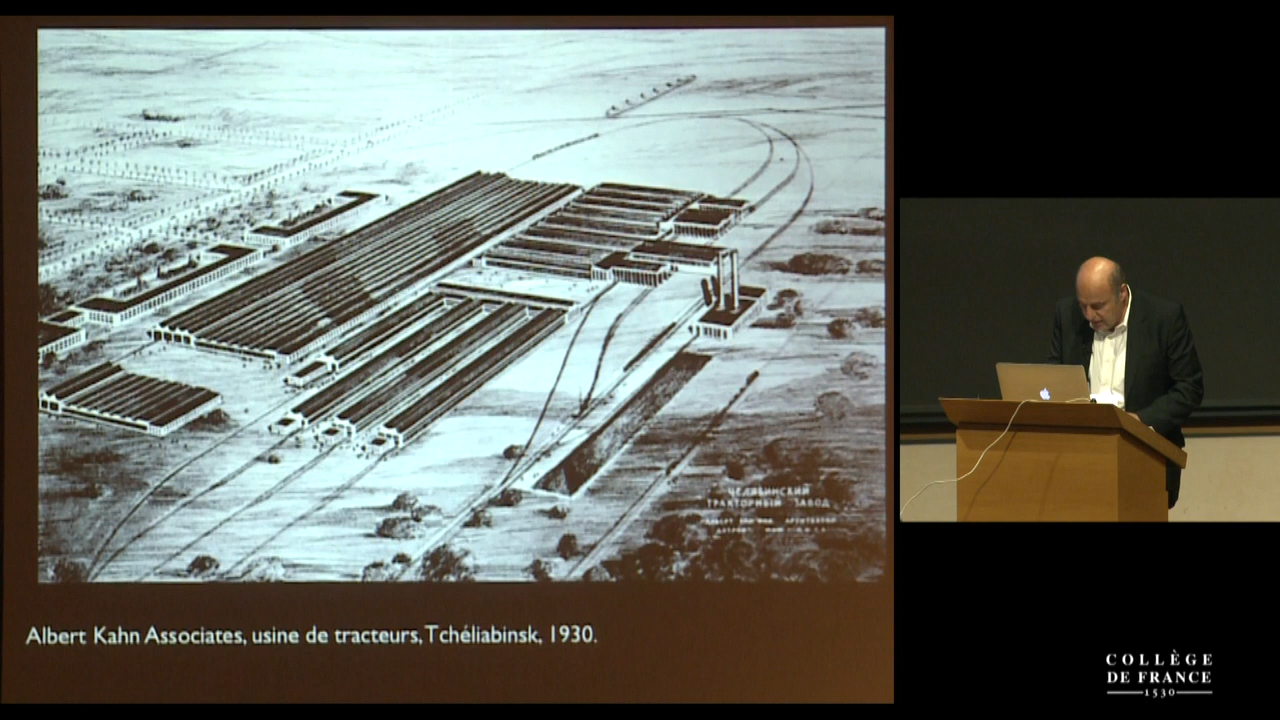 ЧЕЛЯБИНСКИЙ
ТРАКТОРНЫЙ ЗАВОД
Albert Kahn Associates, usine de tracteurs, Tchéliabinsk, 1930.
COLLÈGE
DE FRANCE
1530